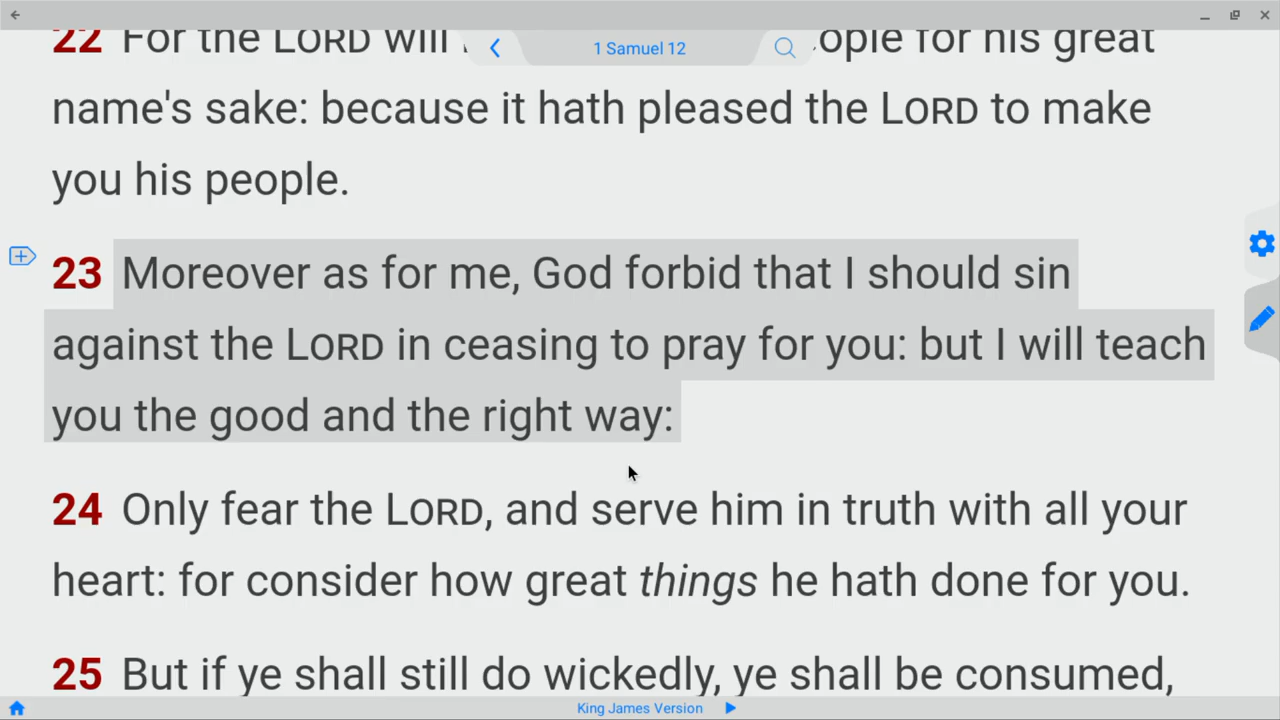 1 Samuel 12
22 For the LORD will ople for his great
name's sake: because it hath pleased the LORD to make
you his people.
23 Moreover as for me, God forbid that I should sin
against the LORD in ceasing to pray for you: but I will teach
you the good and the right way:
24 Only fear the LORD, and serve him in truth with all your
heart: for consider how great things he hath done for you.
25 But if ye shall still do wickedly, ye shall be consumed,
King James Version